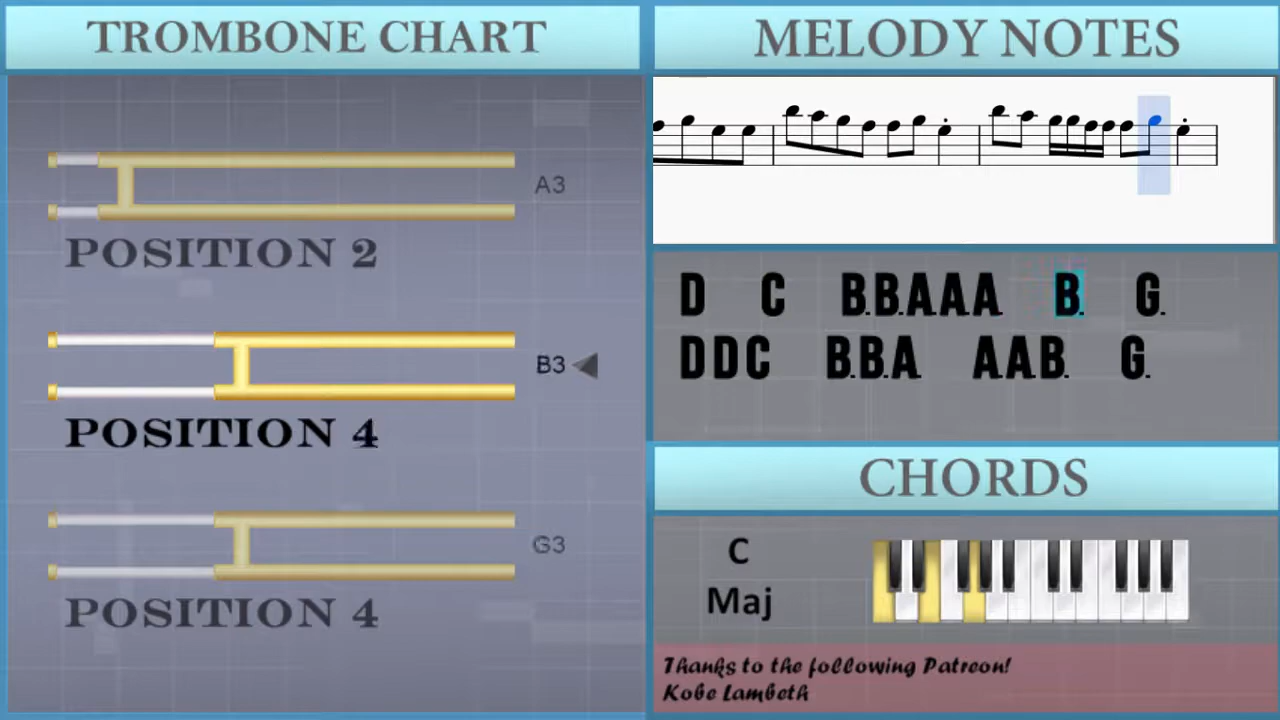 TROMBONE CHART
A3
POSITION 2
B3
POSITION 4
G3
POSITION 4
MELODY NOTES
D C B.B.A.A.A. B. G.
D D C B.B.A. A.A.B. G.
CHORDS
C
Maj
Thanks to the following Patreon!
Kobe Lambeth